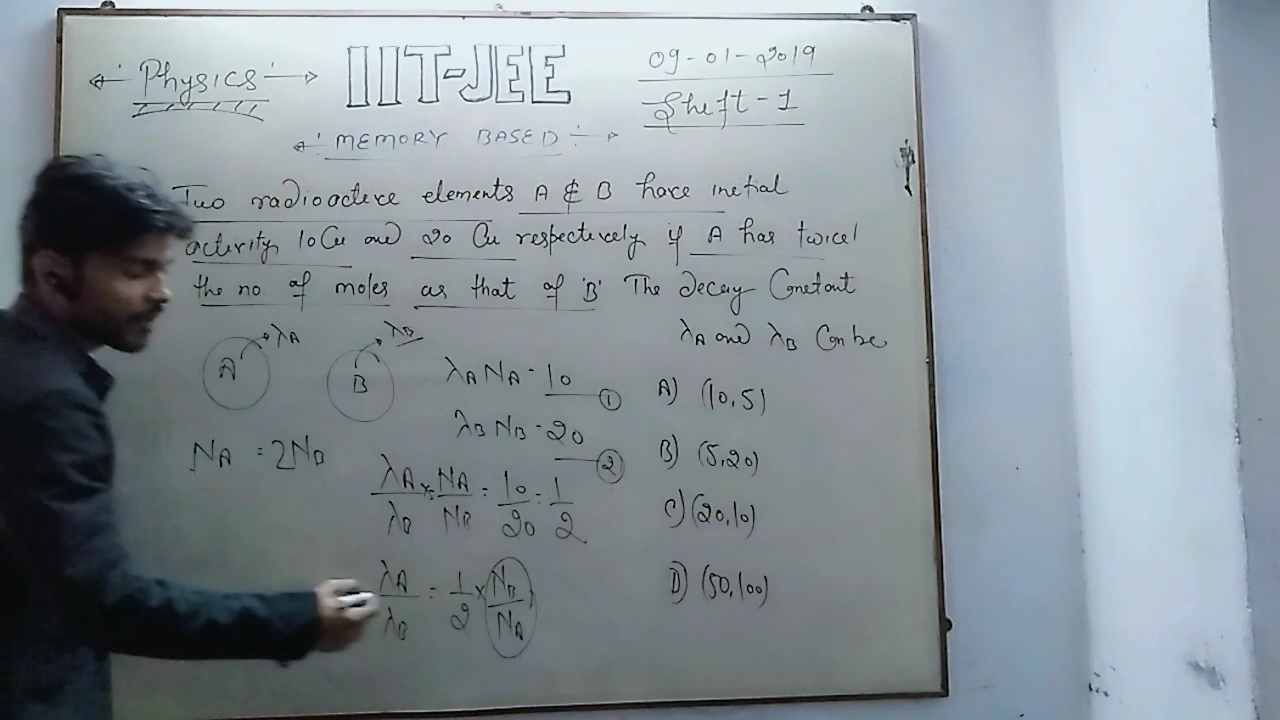 Physics
IIT-JEE
09-01-2019
Shift-1
MEMORY BASED
Two radioactive elements A & B have initial
activity 10Cu and 20 Cu respectively if A has twicel
the no of moles as that of 'B' The decay Constant
λA and λB Can be
A λA
B λB
λA NA = 10 ①
λB NB = 20 ②
NA = 2NB
λA/λB × NA/NB = 10/20 = 1/2
λA/λB = 1/2 × NB/NA
A) (10,5)
B) (5,20)
C) (20,10)
D) (50,100)